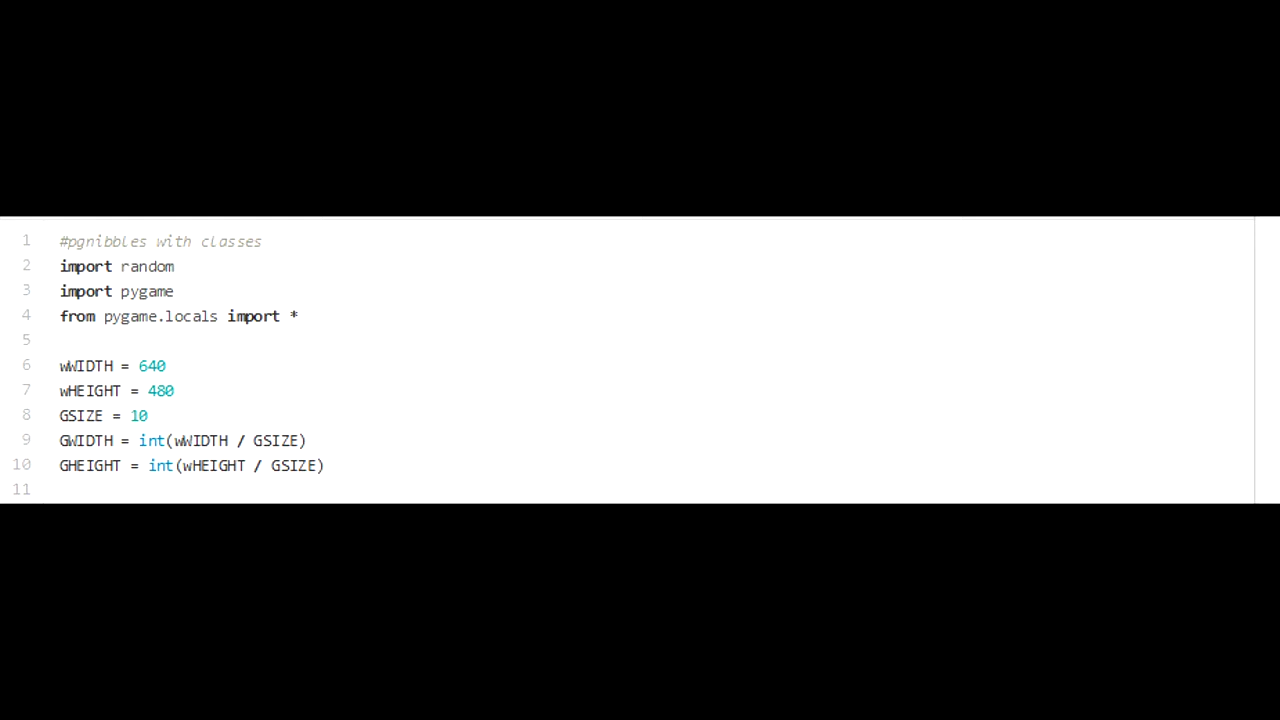 1 #pgnibbles with classes
2 import random
3 import pygame
4 from pygame.locals import *
5
6 wWIDTH = 640
7 wHEIGHT = 480
8 GSIZE = 10
9 GWIDTH = int(wWIDTH / GSIZE)
10 GHEIGHT = int(wHEIGHT / GSIZE)
11